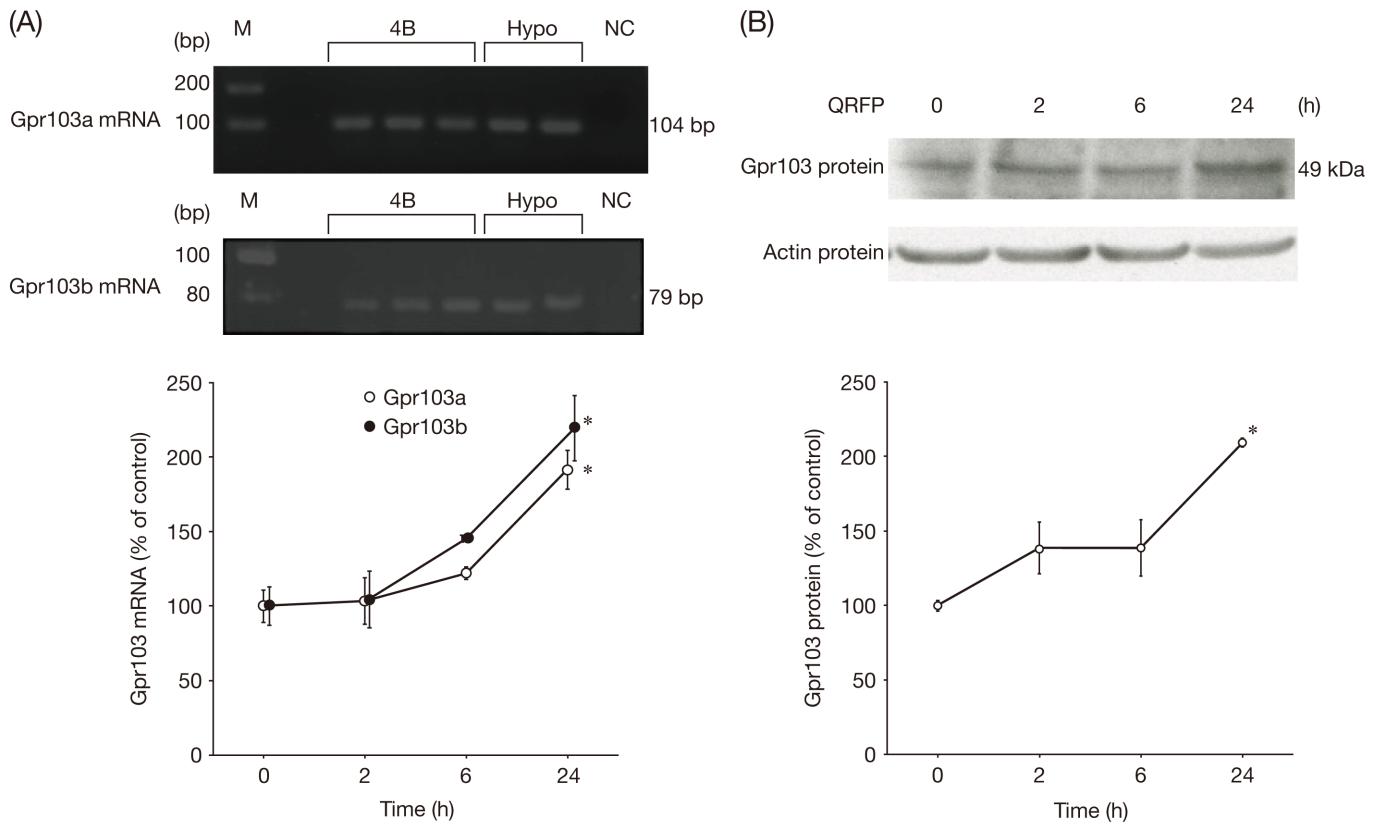 (A)
M 4B Hypo NC
(bp)
200
Gpr103a mRNA 100 104 bp
M 4B Hypo NC
(bp)
100
Gpr103b mRNA 80 79 bp
250
200
150
100
50
0
Gpr103 mRNA (% of control)
Gpr103a
Gpr103b
*
*
0 2 6 24
Time (h)
(B)
QRFP 0 2 6 24 (h)
Gpr103 protein 49 kDa
Actin protein
250
200
150
100
50
0
Gpr103 protein (% of control)
*
0 2 6 24
Time (h)